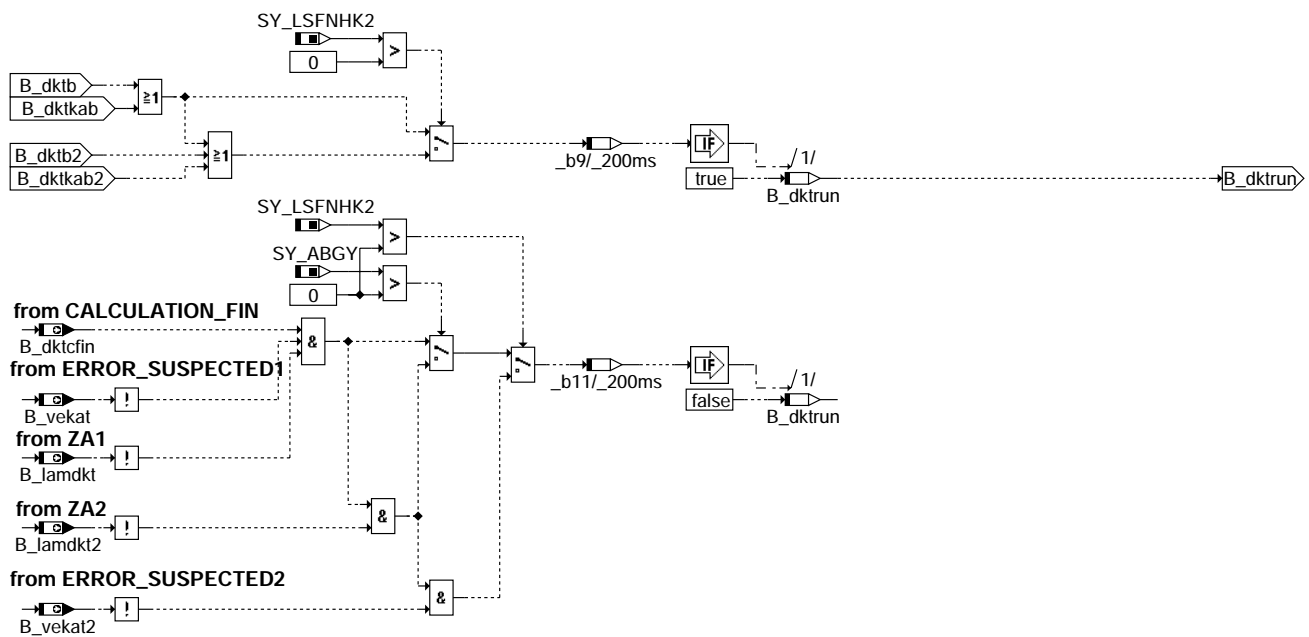 SY_LSFNHK2
>
0
B_dktb
B_dktkab
≥1
B_dktb2
B_dktkab2
≥1
_b9/_200ms
IF
/1/
true
B_dktrun
B_dktrun
SY_LSFNHK2
>
SY_ABGY
>
0
from CALCULATION_FIN
B_dktcfin
&
from ERROR_SUSPECTED1
B_vekat
!
from ZA1
B_lamdkt
!
_b11/_200ms
IF
/1/
false
B_dktrun
from ZA2
B_lamdkt2
!
&
from ERROR_SUSPECTED2
B_vekat2
!
&